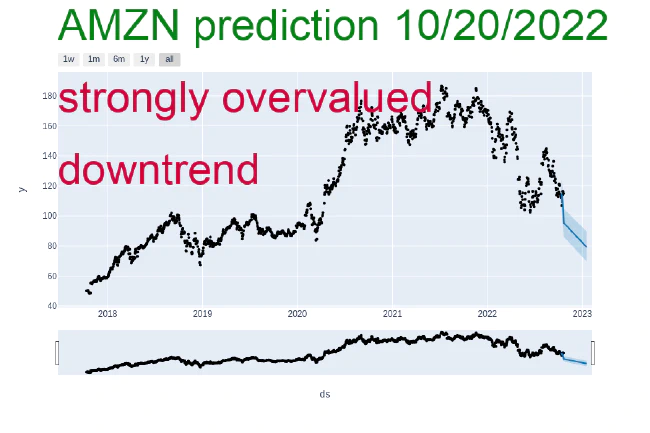 AMZN prediction 10/20/2022
1w 1m 6m 1y all
strongly overvalued
downtrend
y
180
160
140
120
100
80
60
40
2018 2019 2020 2021 2022 2023
ds